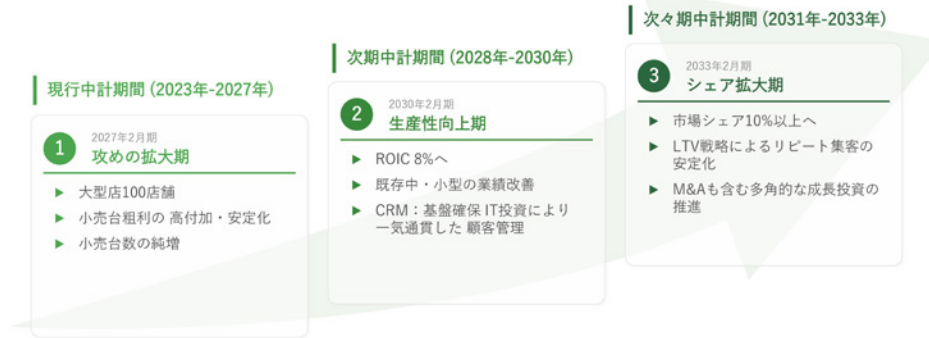 現行中計期間 (2023年-2027年)
1
2027年2月期
攻めの拡大期
▶ 大型店100店舗
▶ 小売台粗利の 高付加・安定化
▶ 小売台数の純増
次期中計期間 (2028年-2030年)
2
2030年2月期
生産性向上期
▶ ROIC 8%へ
▶ 既存中・小型の業績改善
▶ CRM：基盤確保 IT投資により
一気通貫した 顧客管理
次々期中計期間 (2031年-2033年)
3
2033年2月期
シェア拡大期
▶ 市場シェア10%以上へ
▶ LTV戦略によるリピート集客の
安定化
▶ M&Aも含む多角的な成長投資の
推進